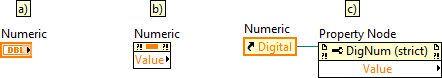 a)
b)
c)
Numeric
DBL
Numeric
Value
Numeric
Digital
Property Node
DigNum (strict)
Value